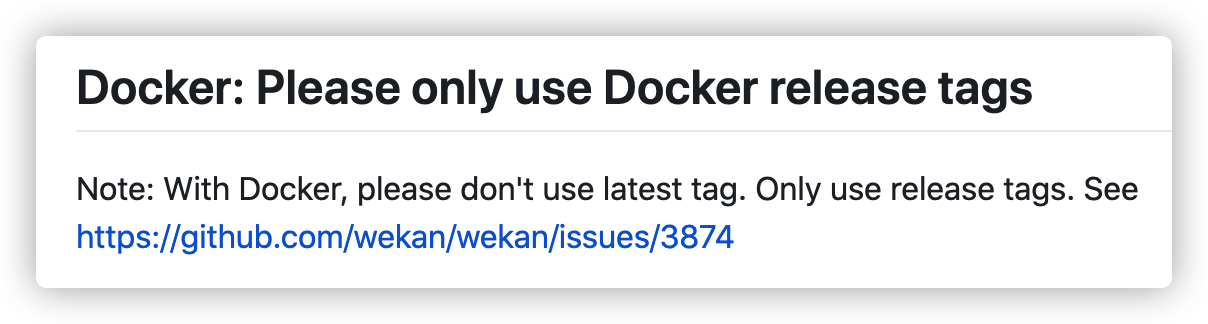 Docker: Please only use Docker release tags
Note: With Docker, please don't use latest tag. Only use release tags. See
https://github.com/wekan/wekan/issues/3874